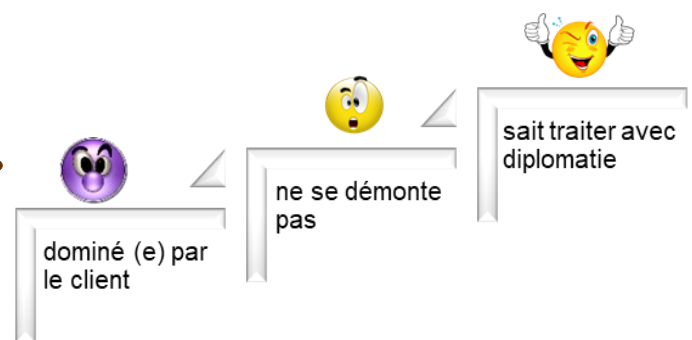 dominé (e) par
le client
ne se démonte
pas
sait traiter avec
diplomatie